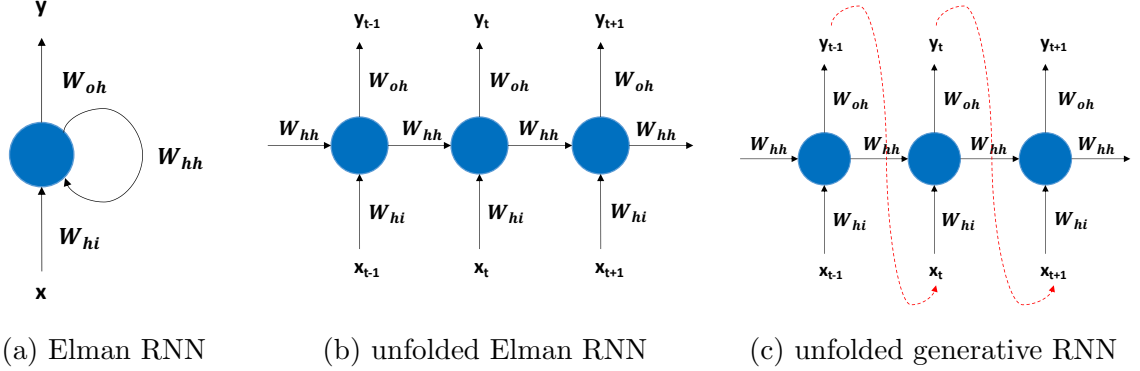 y
W_oh
W_hh
W_hi
x
(a) Elman RNN
y_t-1 y_t y_t+1
W_oh W_oh W_oh
W_hh W_hh W_hh W_hh
W_hi W_hi W_hi
x_t-1 x_t x_t+1
(b) unfolded Elman RNN
y_t-1 y_t y_t+1
W_oh W_oh W_oh
W_hh W_hh W_hh W_hh
W_hi W_hi W_hi
x_t-1 x_t x_t+1
(c) unfolded generative RNN